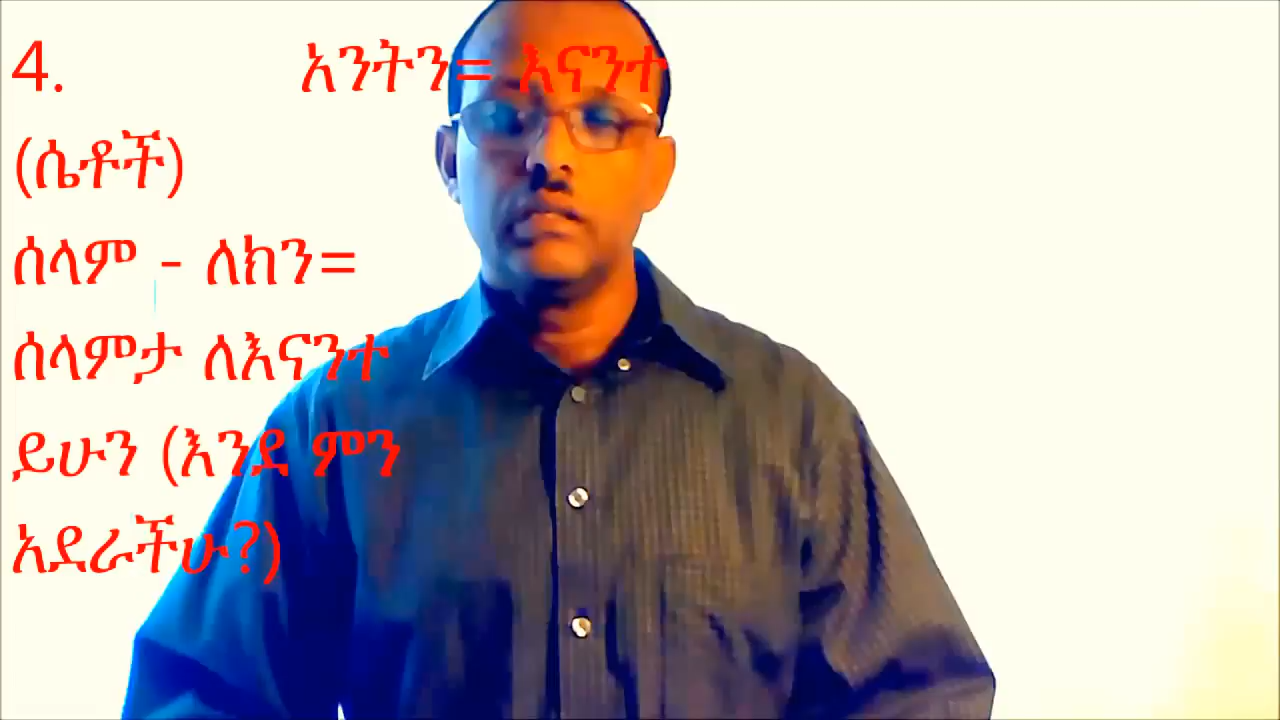 4. አንትን= እናንተ
(ሴቶች)
ሰላም - ለክን=
ሰላምታ ለእናንተ
ይሁን (እንደ ምን
አደራችሁ?)